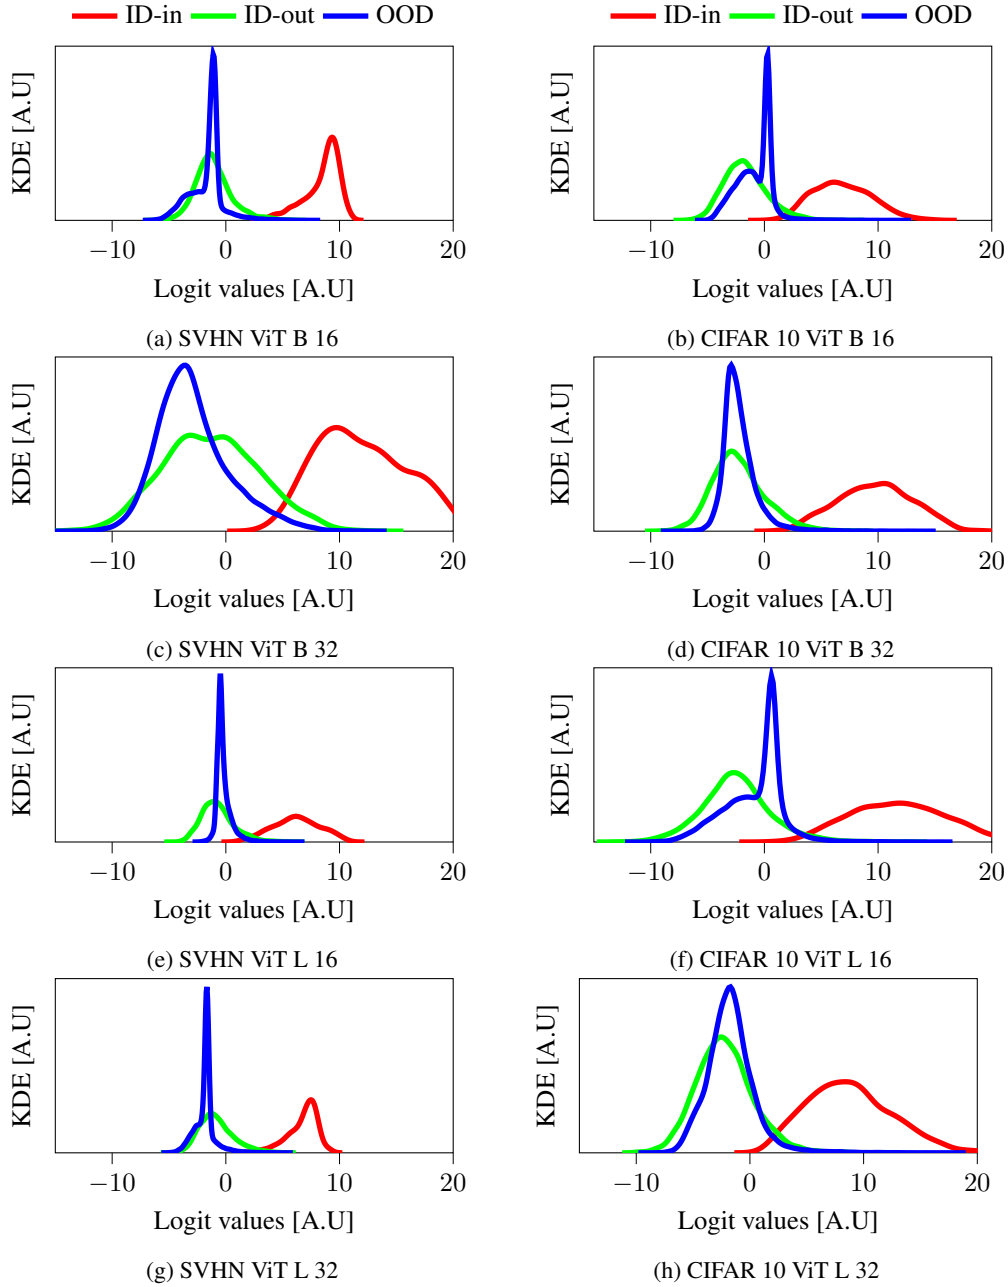 ID-in ID-out OOD ID-in ID-out OOD
KDE [A.U] KDE [A.U]
−10 0 10 20 −10 0 10 20
Logit values [A.U] Logit values [A.U]
(a) SVHN ViT B 16 (b) CIFAR 10 ViT B 16
KDE [A.U] KDE [A.U]
−10 0 10 20 −10 0 10 20
Logit values [A.U] Logit values [A.U]
(c) SVHN ViT B 32 (d) CIFAR 10 ViT B 32
KDE [A.U] KDE [A.U]
−10 0 10 20 −10 0 10 20
Logit values [A.U] Logit values [A.U]
(e) SVHN ViT L 16 (f) CIFAR 10 ViT L 16
KDE [A.U] KDE [A.U]
−10 0 10 20 −10 0 10 20
Logit values [A.U] Logit values [A.U]
(g) SVHN ViT L 32 (h) CIFAR 10 ViT L 32